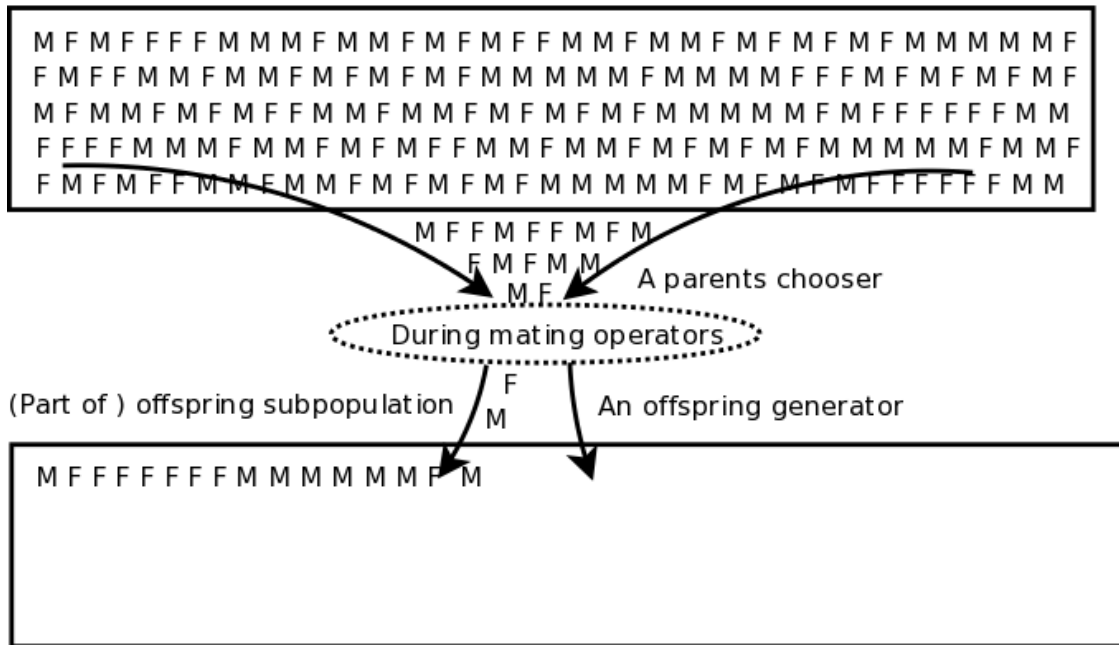 M F M F F F F M M M F M M F M F M F F M M F M M F M F M F M F M M M M M F
F M F F M M F M M F M F M F M F M M M M M F M M M M F F F M F M F M F M F
M F M M F M F M F F M M F M M F M F M F M M M M M F M F F F F F F M M
F F F F M M M F M M F M F M F F M M F M M F M F M F M F M M M M M F M M F
F M F M F F M M F M M F M F M F M F M M M M M F M F M F M F F F F F F M M
M F F M F F M F M
F M F M M
M F
A parents chooser
During mating operators
F
(Part of ) offspring subpopulation
An offspring generator
M
M F F F F F F F M M M M M M F M